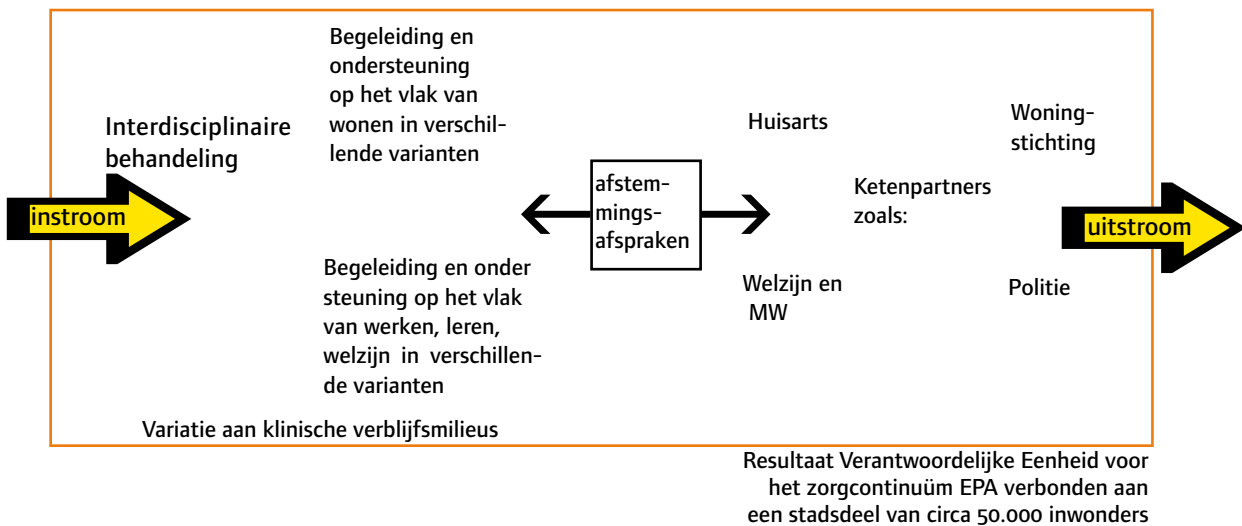 Begeleiding en
ondersteuning
op het vlak van
wonen in verschil-
lende varianten
Interdisciplinaire
behandeling
instroom
Begeleiding en onder
steuning op het vlak
van werken, leren,
welzijn in verschillen-
de varianten
Variatie aan klinische verblijfsmilieus
afstem-
mings-
afspraken
Huisarts
Woning-
stichting
Ketenpartners
zoals:
Welzijn en
MW
Politie
uitstroom
Resultaat Verantwoordelijke Eenheid voor
het zorgcontinuüm EPA verbonden aan
een stadsdeel van circa 50.000 inwonders